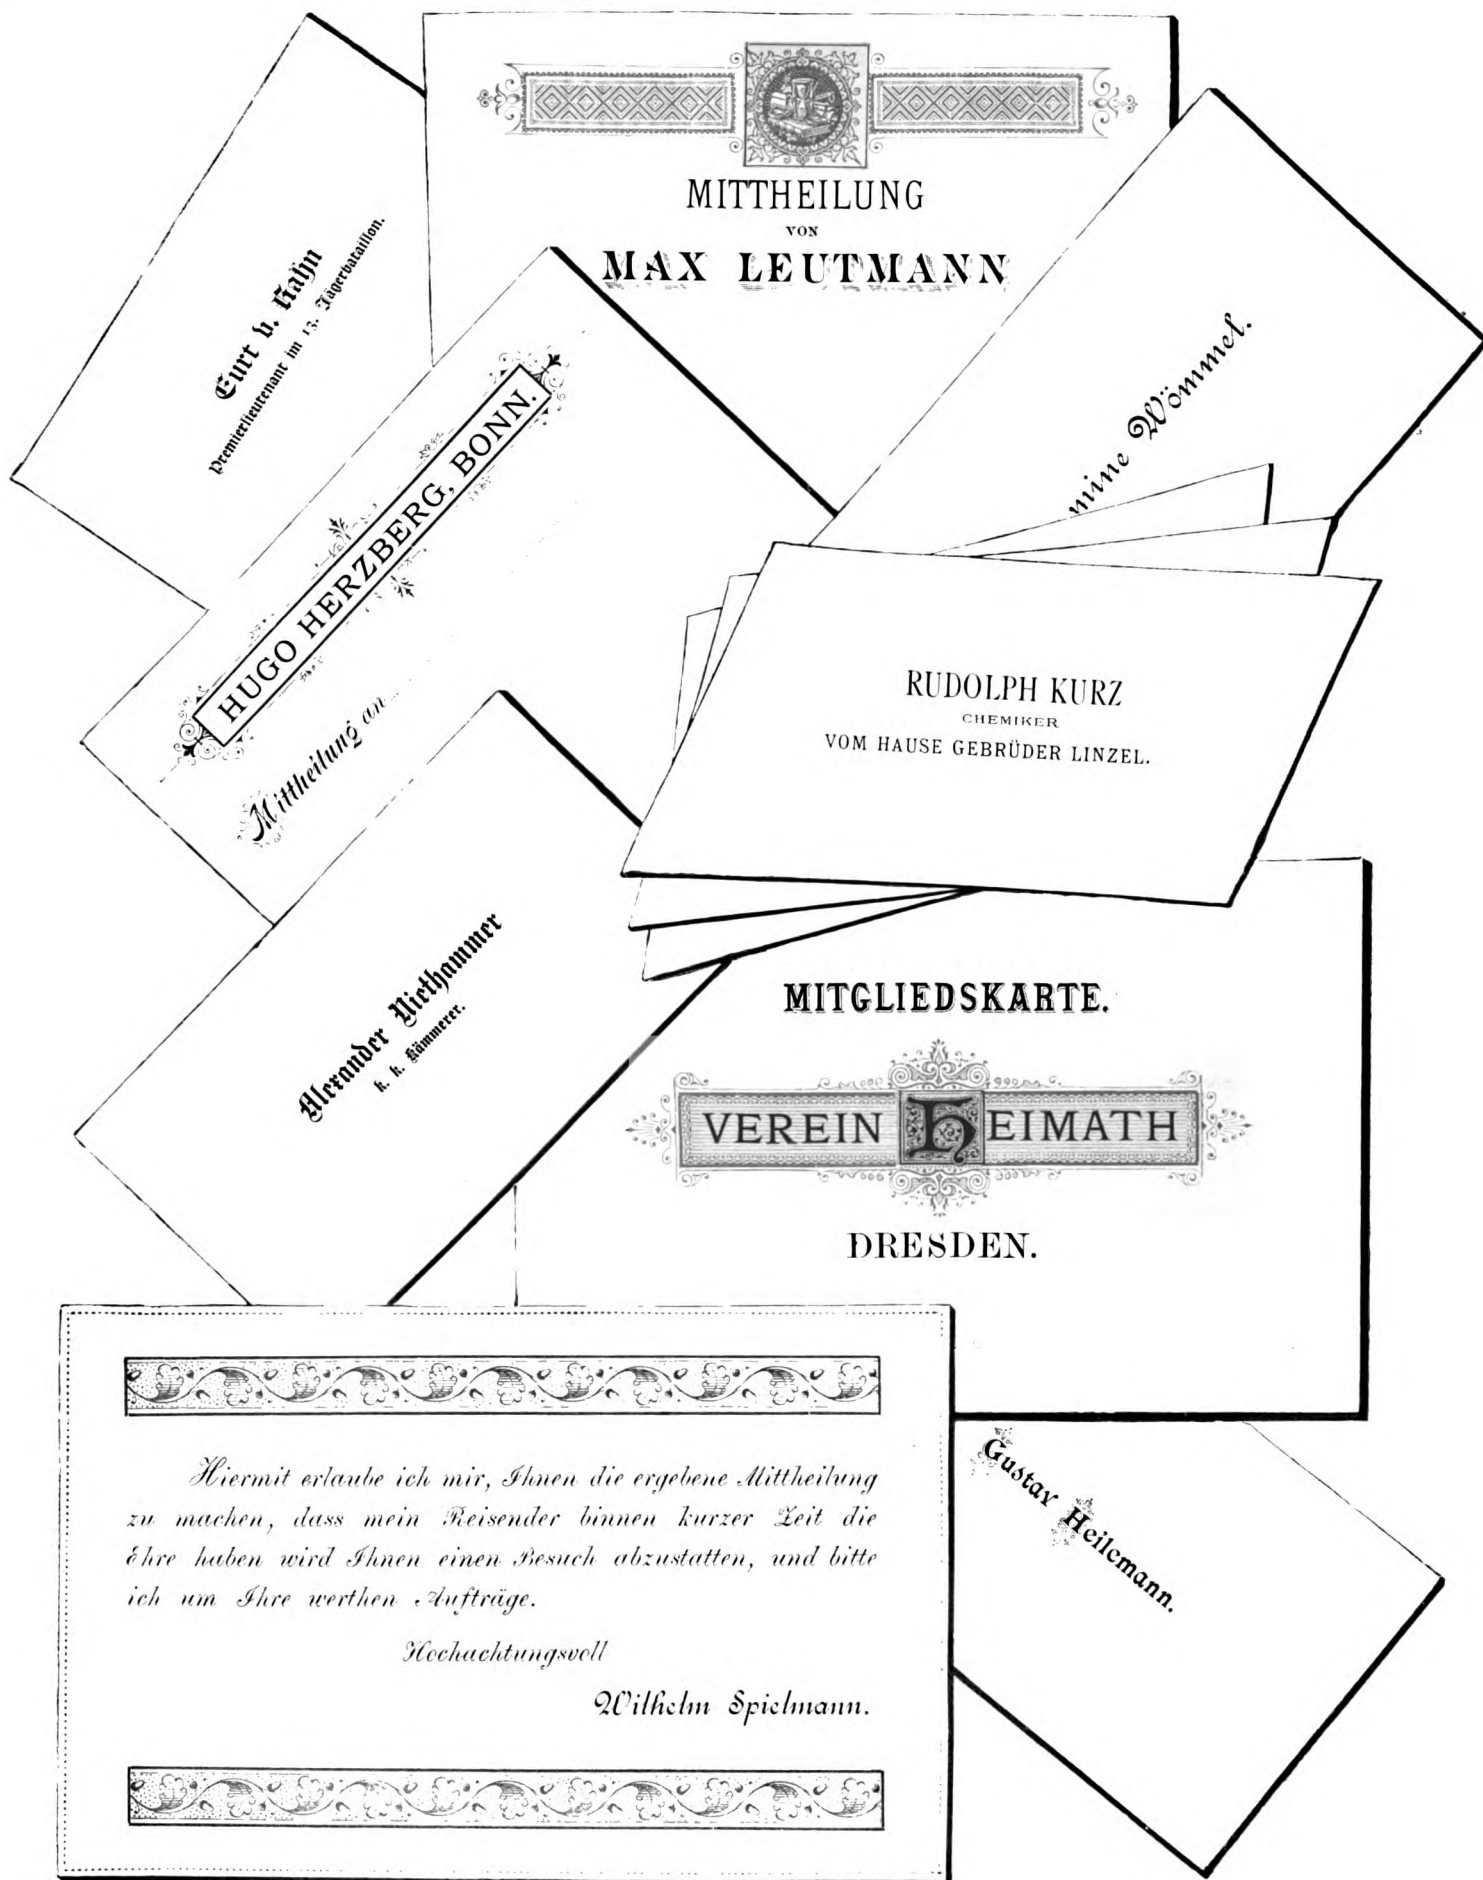 MITTHEILUNG
VON
MAX LEUTMANN
Curt v. Hahn
Premierlieutenant im 13. Jägerbataillon.
mine Wömmel.
HUGO HERZBERG, BONN.
Mittheilung an
RUDOLPH KURZ
CHEMIKER
VOM HAUSE GEBRÜDER LINZEL.
Alexander Niethammer
k. k. Kämmerer.
MITGLIEDSKARTE.
VEREIN HEIMATH
DRESDEN.
Hiermit erlaube ich mir, Ihnen die ergebene Mittheilung
zu machen, dass mein Reisender binnen kurzer Zeit die
Ehre haben wird Ihnen einen Besuch abzustatten, und bitte
ich um Ihre werthen Aufträge.
Hochachtungsvoll
Wilhelm Spielmann.
Gustav Heilemann.